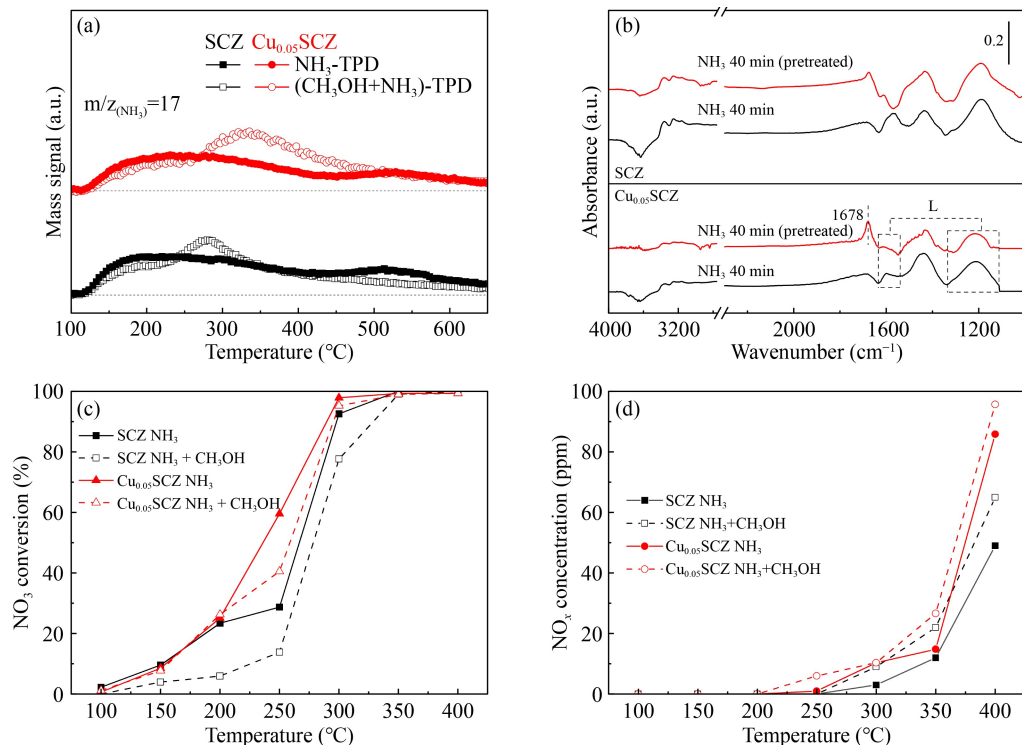 (a)
SCZ Cu₀.₀₅SCZ
NH₃-TPD
(CH₃OH+NH₃)-TPD
m/z(NH₃)=17
Mass signal (a.u.)
100 200 300 400 500 600
Temperature (℃)
(b)
0.2
NH₃ 40 min (pretreated)
NH₃ 40 min
SCZ
Cu₀.₀₅SCZ
1678
L
NH₃ 40 min (pretreated)
NH₃ 40 min
Absorbance (a.u.)
4000 3200 2000 1600 1200
Wavenumber (cm⁻¹)
(c)
SCZ NH₃
SCZ NH₃ + CH₃OH
Cu₀.₀₅SCZ NH₃
Cu₀.₀₅SCZ NH₃ + CH₃OH
NO₃ conversion (%)
100
80
60
40
20
0
100 150 200 250 300 350 400
Temperature (℃)
(d)
SCZ NH₃
SCZ NH₃+CH₃OH
Cu₀.₀₅SCZ NH₃
Cu₀.₀₅SCZ NH₃+CH₃OH
NOₓ concentration (ppm)
100
80
60
40
20
0
100 150 200 250 300 350 400
Temperature (℃)